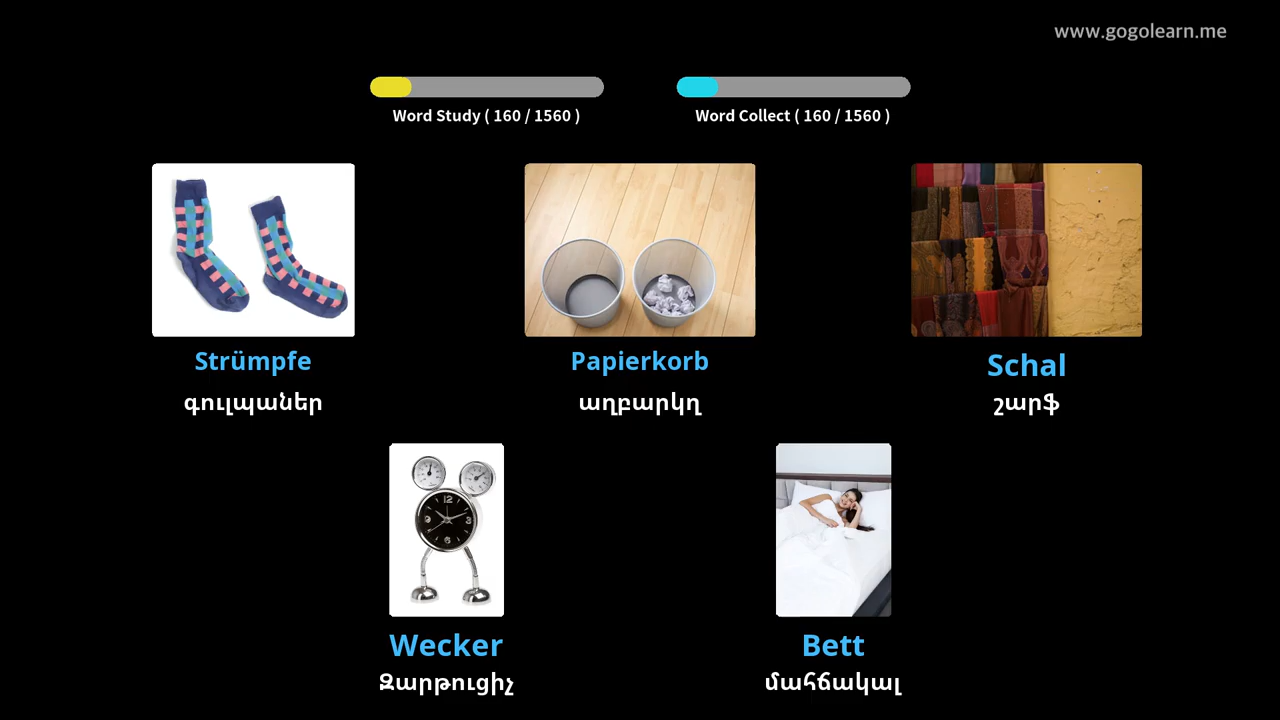 www.gogolearn.me
Word Study ( 160 / 1560 )
Word Collect ( 160 / 1560 )
Strümpfe
գուլպաներ
Papierkorb
աղբարկղ
Schal
շարֆ
Wecker
Զարթուցիչ
Bett
մահճակալ